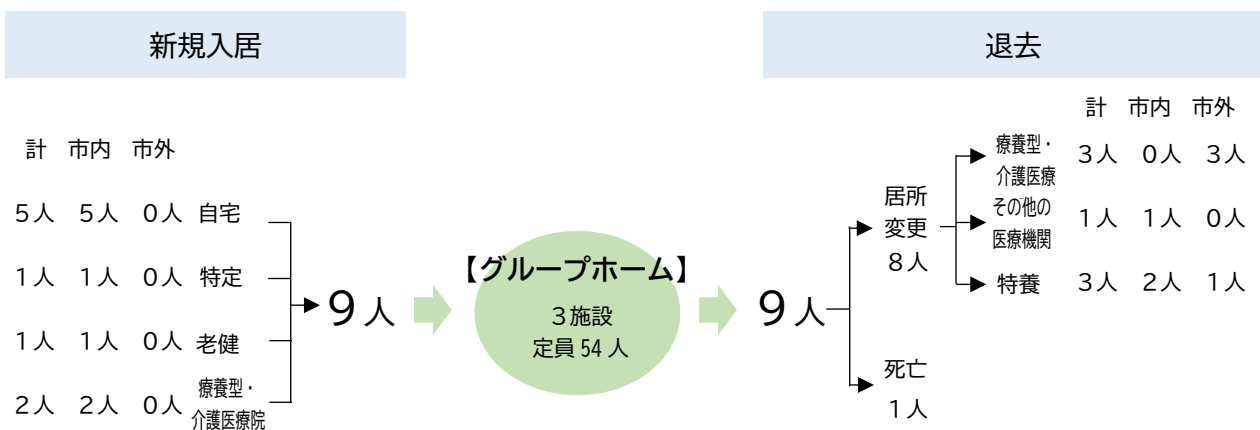 新規入居
計 市内 市外
5人 5人 0人 自宅
1人 1人 0人 特定
1人 1人 0人 老健
2人 2人 0人 療養型・
介護医療院
9人
【グループホーム】
3施設
定員54人
退去
9人
居所
変更
8人
死亡
1人
計 市内 市外
療養型・
介護医療
3人 0人 3人
その他の
医療機関
1人 1人 0人
特養 3人 2人 1人